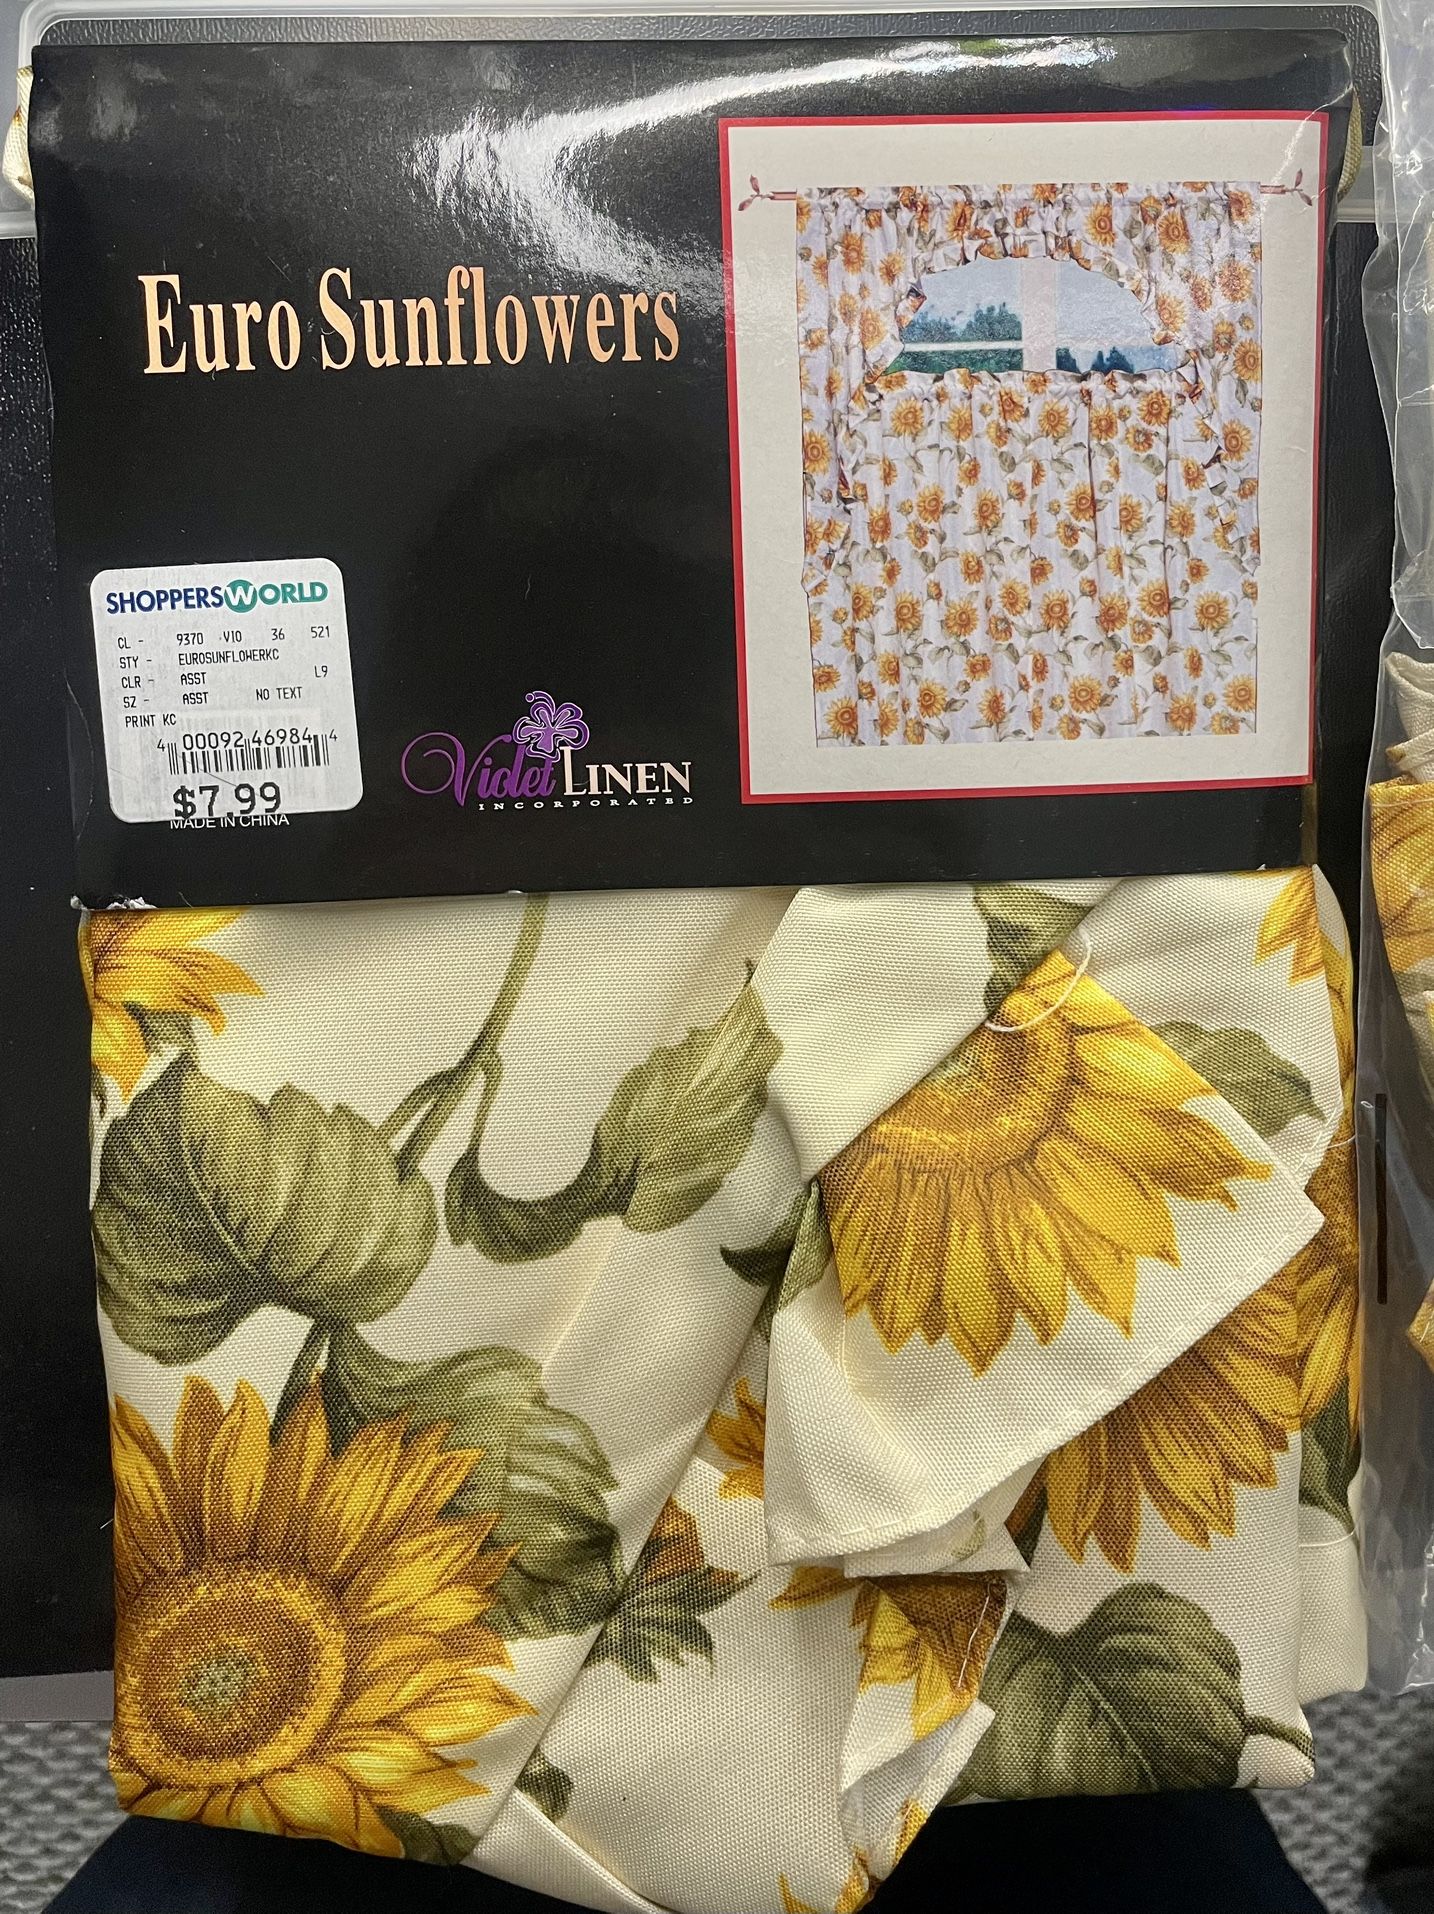 Euro Sunflowers
SHOPPERSWORLD
CL - 9370 V10 36 521
STY - EUROSUNFLOWERKC
CLR - ASST L9
SZ - ASST NO TEXT
PRINT KC
4 00092 46984 4
$7.99
MADE IN CHINA
Violet LINEN
INCORPORATED